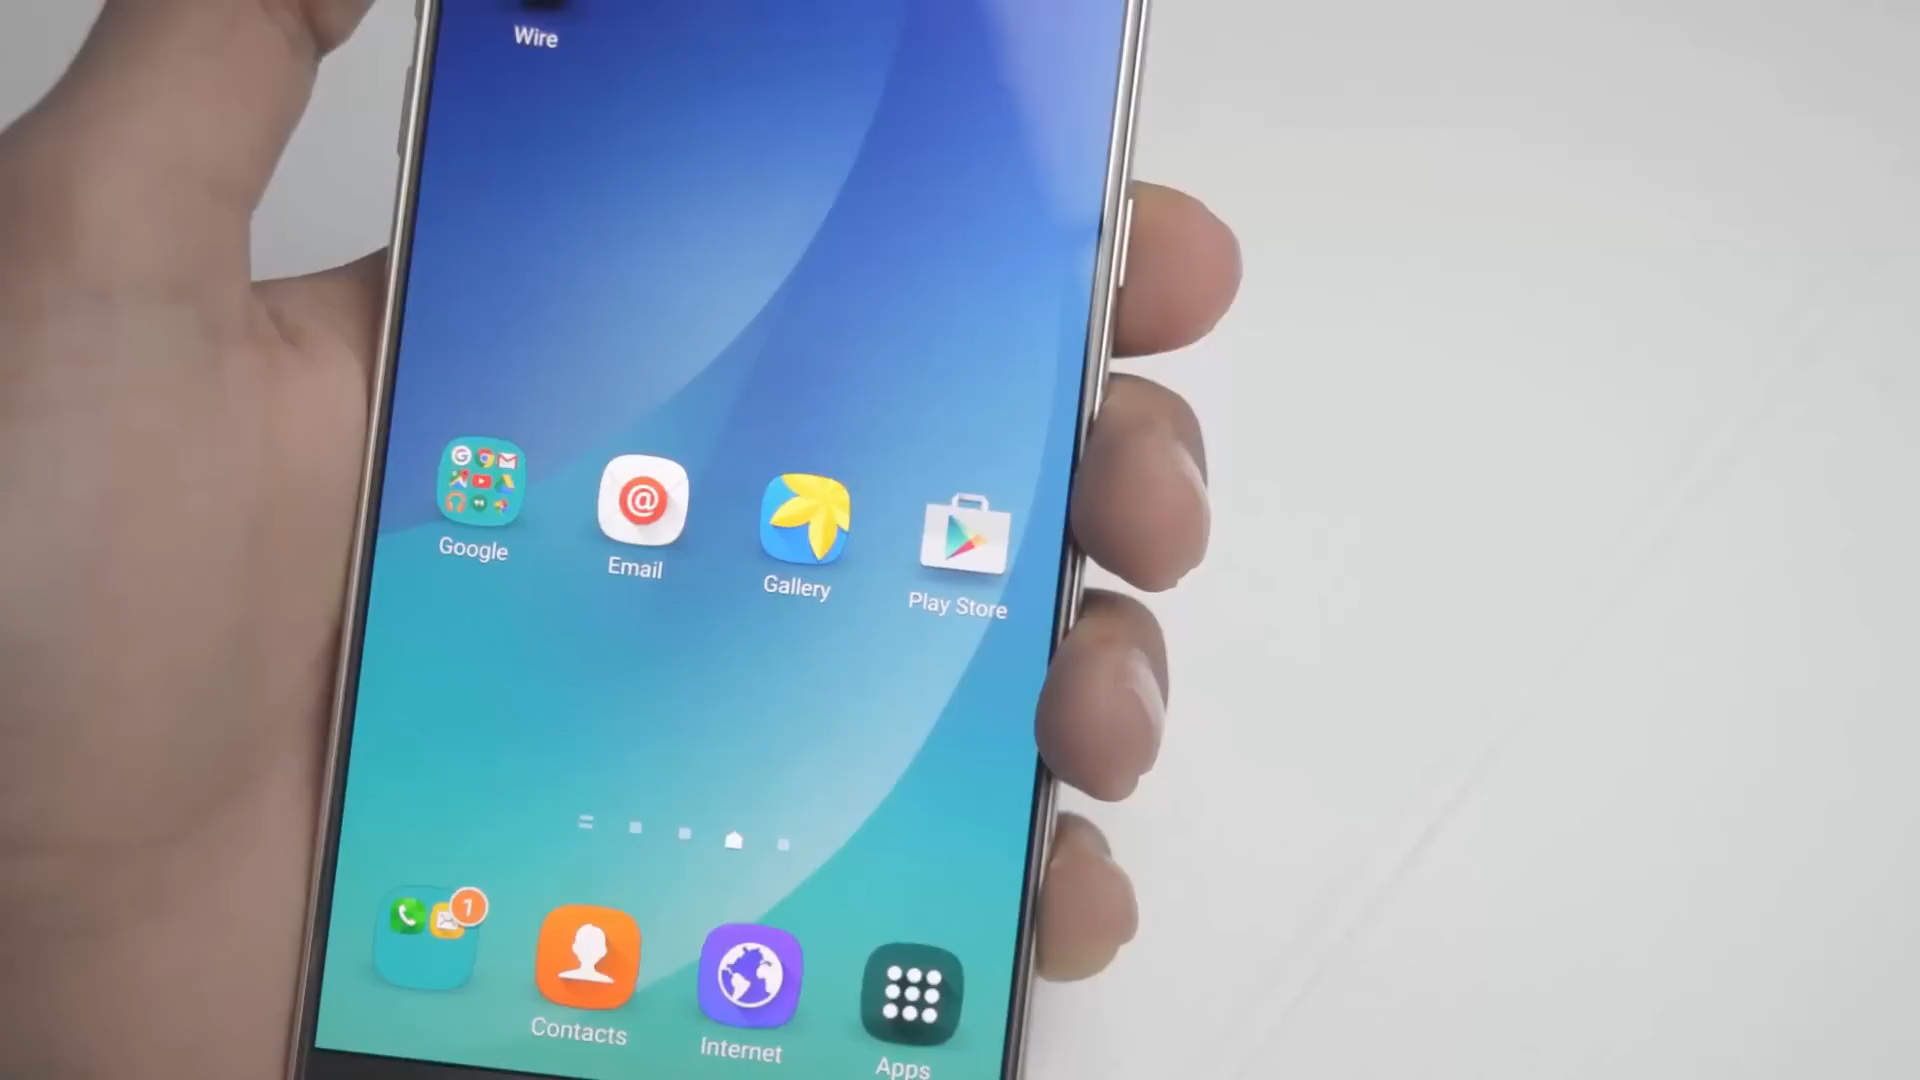 Wire
Google
Email
Gallery
Play Store
1
Contacts
Internet
Apps